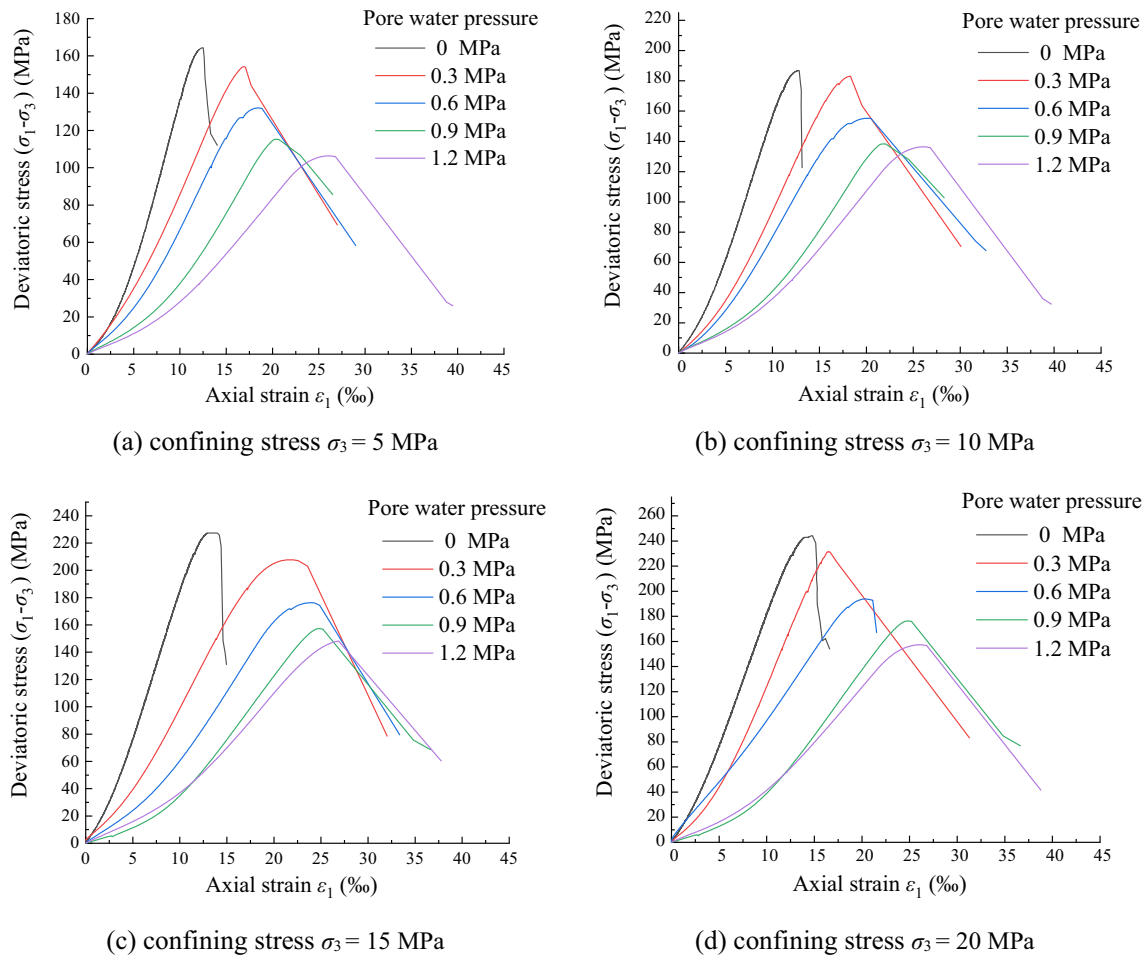 Pore water pressure
0 MPa
0.3 MPa
0.6 MPa
0.9 MPa
1.2 MPa
Deviatoric stress (σ1-σ3) (MPa)
180
160
140
120
100
80
60
40
20
0
0 5 10 15 20 25 30 35 40 45
Axial strain ε1 (‰)
(a) confining stress σ3 = 5 MPa
Pore water pressure
0 MPa
0.3 MPa
0.6 MPa
0.9 MPa
1.2 MPa
Deviatoric stress (σ1-σ3) (MPa)
220
200
180
160
140
120
100
80
60
40
20
0
0 5 10 15 20 25 30 35 40 45
Axial strain ε1 (‰)
(b) confining stress σ3 = 10 MPa
Pore water pressure
0 MPa
0.3 MPa
0.6 MPa
0.9 MPa
1.2 MPa
Deviatoric stress (σ1-σ3) (MPa)
240
220
200
180
160
140
120
100
80
60
40
20
0
0 5 10 15 20 25 30 35 40 45
Axial strain ε1 (‰)
(c) confining stress σ3 = 15 MPa
Pore water pressure
0 MPa
0.3 MPa
0.6 MPa
0.9 MPa
1.2 MPa
Deviatoric stress (σ1-σ3) (MPa)
260
240
220
200
180
160
140
120
100
80
60
40
20
0
0 5 10 15 20 25 30 35 40 45
Axial strain ε1 (‰)
(d) confining stress σ3 = 20 MPa